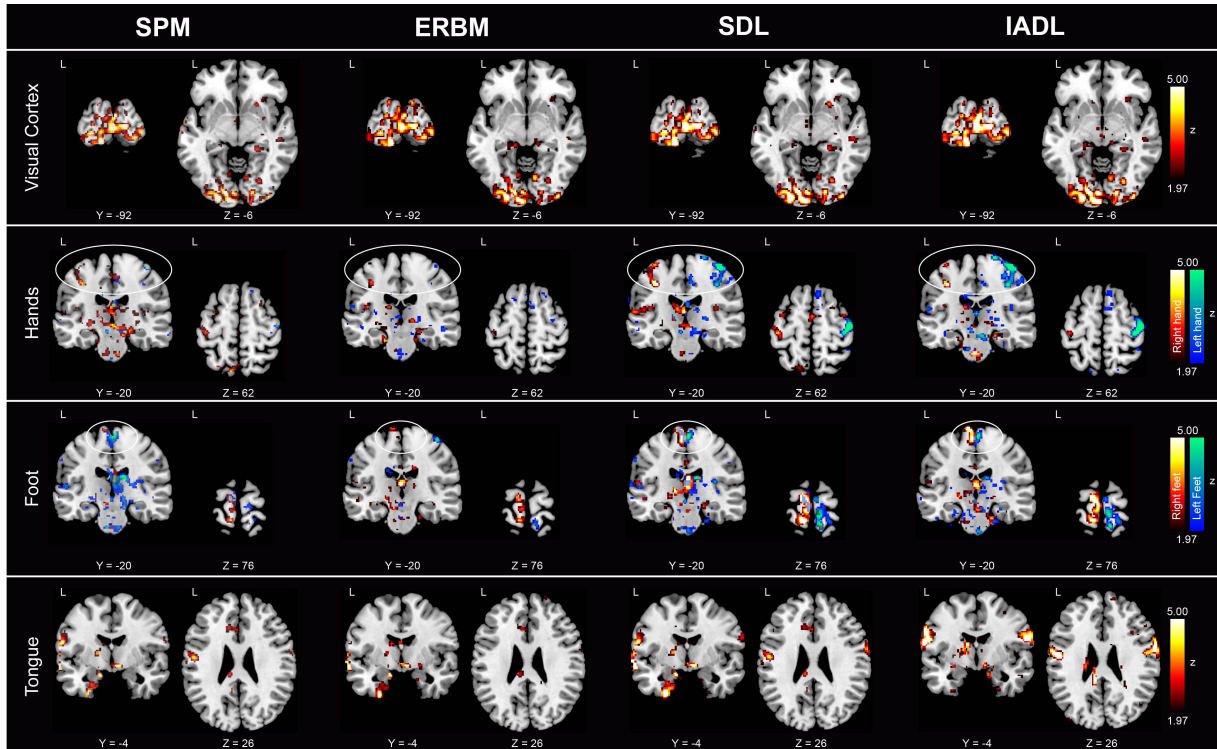 SPM ERBM SDL IADL
Visual Cortex
L L L L L L L L
Y = -92 Z = -6 Y = -92 Z = -6 Y = -92 Z = -6 Y = -92 Z = -6
5.00
z
1.97
Hands
L L L L L L L L
Y = -20 Z = 62 Y = -20 Z = 62 Y = -20 Z = 62 Y = -20 Z = 62
5.00
Right hand
Left hand
z
1.97
Foot
L L L L L L L L
Y = -20 Z = 76 Y = -20 Z = 76 Y = -20 Z = 76 Y = -20 Z = 76
5.00
Right feet
Left Feet
z
1.97
Tongue
L L L L L L L L
Y = -4 Z = 26 Y = -4 Z = 26 Y = -4 Z = 26 Y = -4 Z = 26
5.00
z
1.97